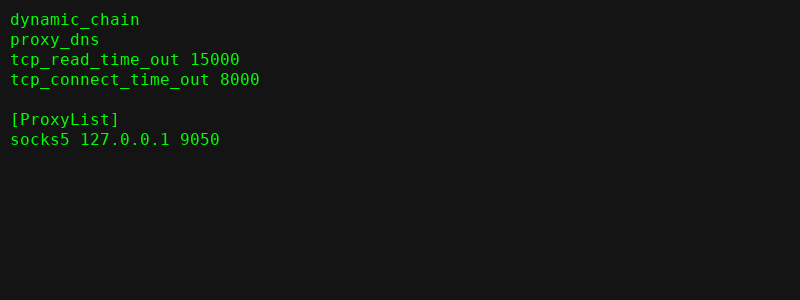 dynamic_chain
proxy_dns
tcp_read_time_out 15000
tcp_connect_time_out 8000
[ProxyList]
socks5 127.0.0.1 9050